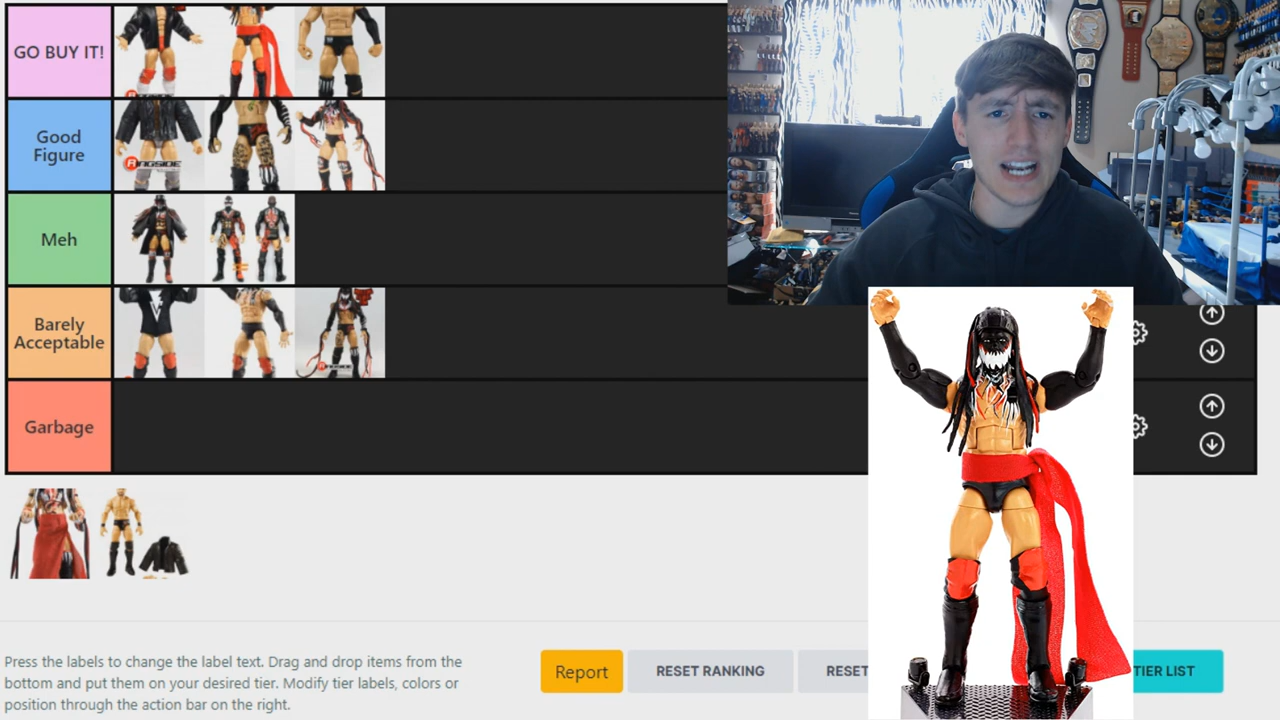 GO BUY IT!
Good
Figure
Meh
Barely
Acceptable
Garbage
RINGSIDE
Press the labels to change the label text. Drag and drop items from the
bottom and put them on your desired tier. Modify tier labels, colors or
position through the action bar on the right.
Report
RESET RANKING
RESET
TIER LIST